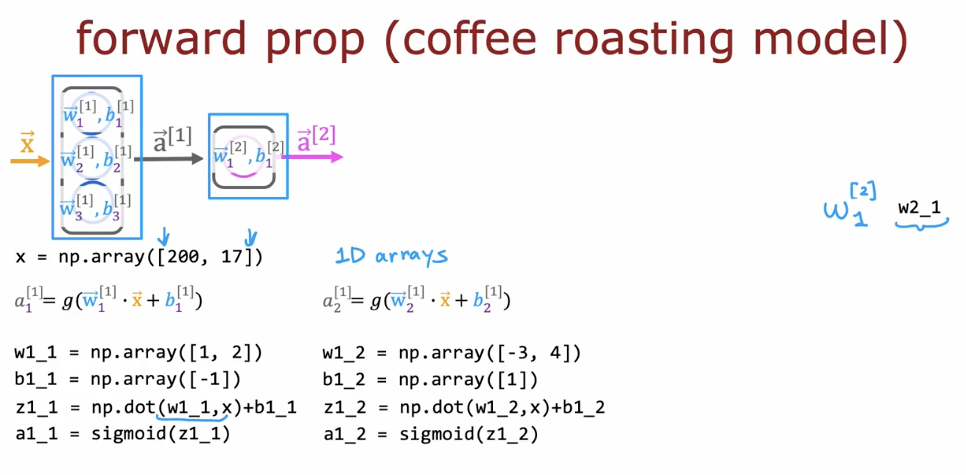 forward prop (coffee roasting model)
x⃗
w⃗₁^[1], b₁^[1]
w⃗₂^[1], b₂^[1]
w⃗₃^[1], b₃^[1]
a⃗^[1]
w⃗₁^[2], b₁^[2]
a⃗^[2]
w₁^[2] w2_1
x = np.array([200, 17]) 1D arrays
a₁^[1] = g(w⃗₁^[1] · x⃗ + b₁^[1]) a₂^[1] = g(w⃗₂^[1] · x⃗ + b₂^[1])
w1_1 = np.array([1, 2]) w1_2 = np.array([-3, 4])
b1_1 = np.array([-1]) b1_2 = np.array([1])
z1_1 = np.dot(w1_1,x)+b1_1 z1_2 = np.dot(w1_2,x)+b1_2
a1_1 = sigmoid(z1_1) a1_2 = sigmoid(z1_2)